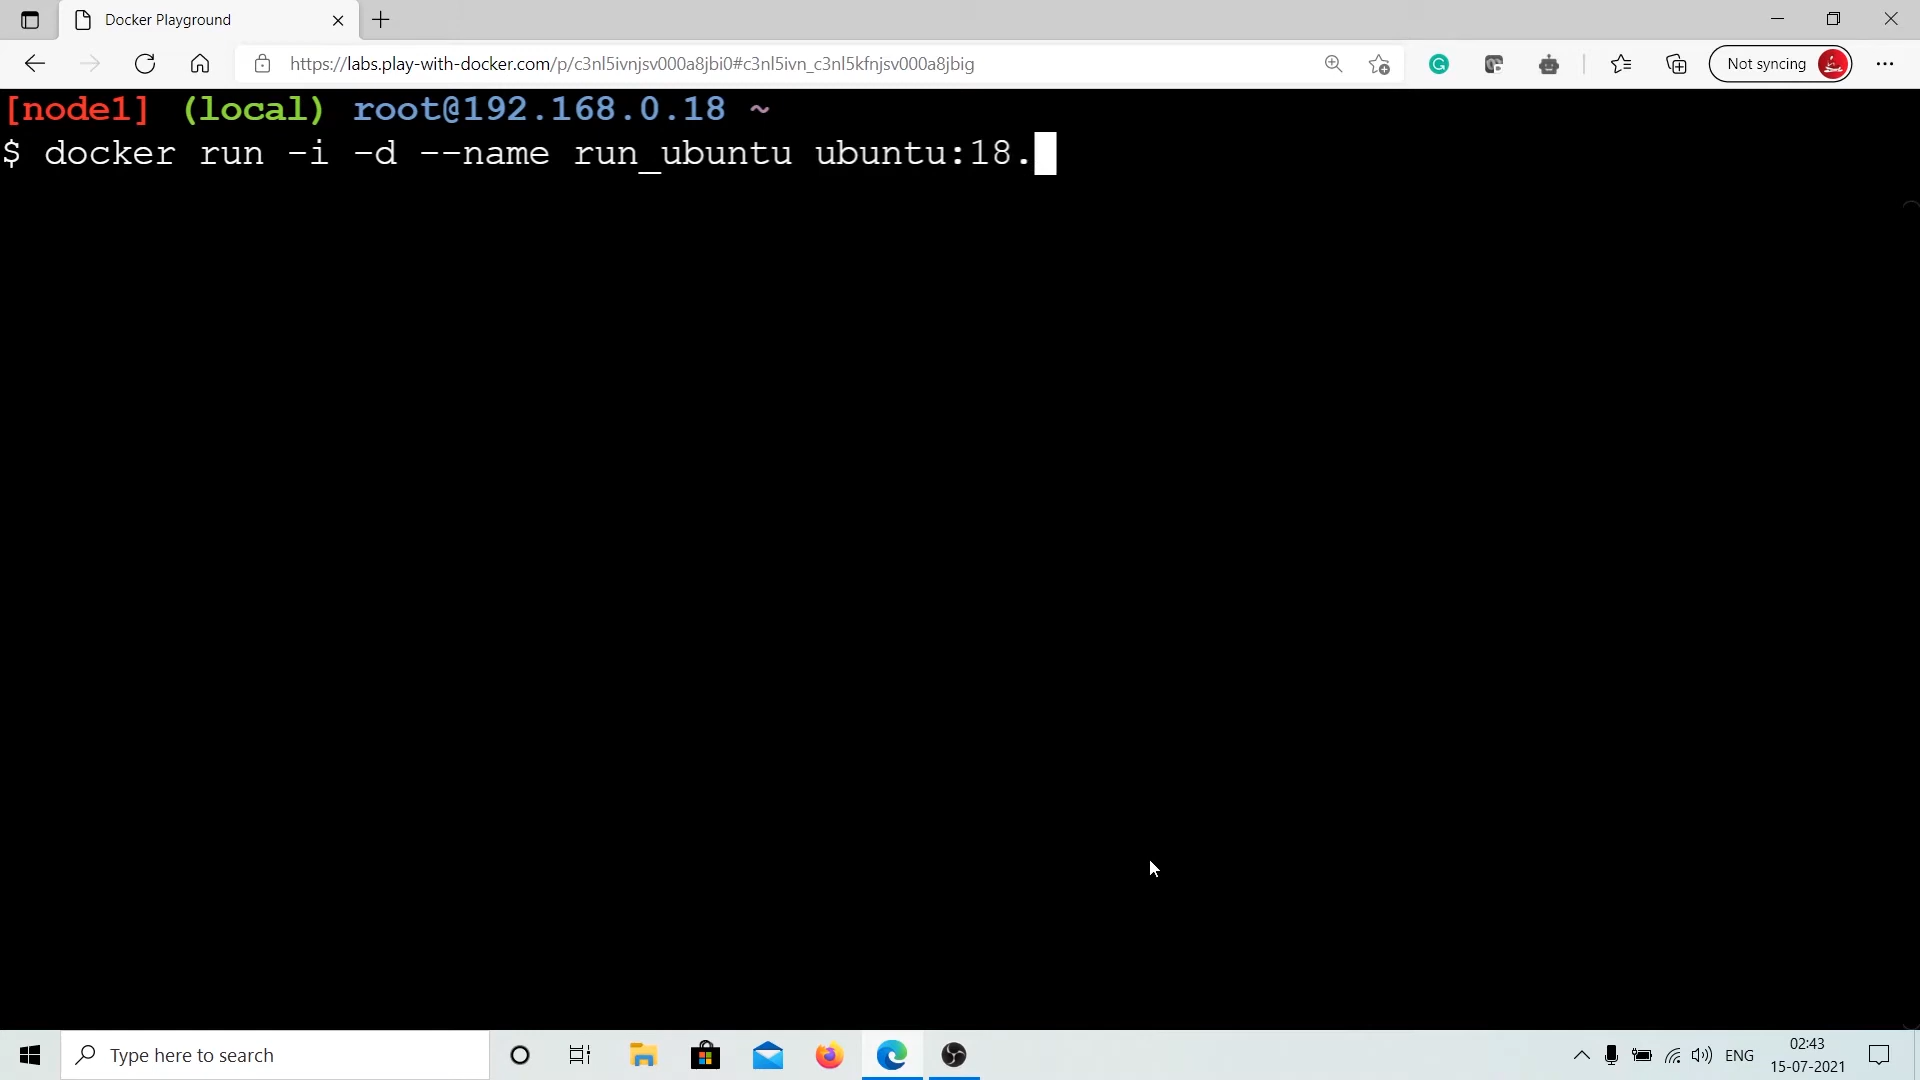 Docker Playground
https://labs.play-with-docker.com/p/c3nl5ivnjsv000a8jbi0#c3nl5ivn_c3nl5kfnjsv000a8jbig
Not syncing
[node1] (local) root@192.168.0.18 ~
$ docker run -i -d --name run_ubuntu ubuntu:18.
Type here to search
ENG
02:43
15-07-2021